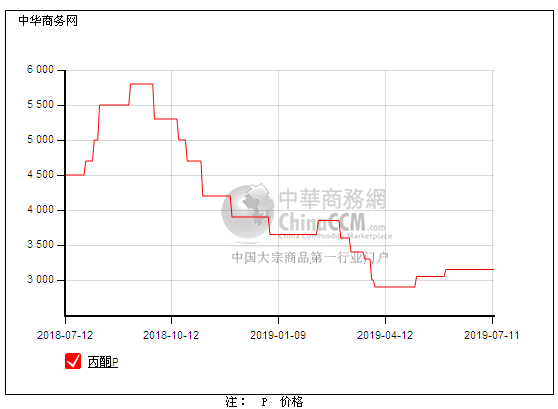 中华商务网
6 000
5 500
5 000
4 500
4 000
3 500
3 000
中華商務網
ChinaCCM.com
China Commodity Marketplace
中国大宗商品第一行业门户
2018-07-12 2018-10-12 2019-01-09 2019-04-12 2019-07-11
丙酮P
注： P 价格